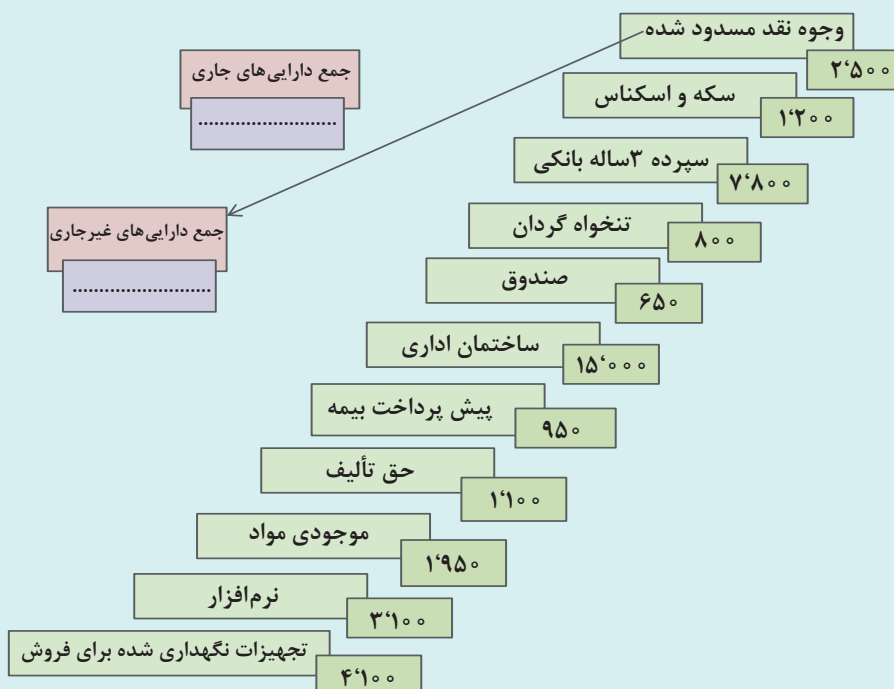 وجوه نقد مسدود شده
۲٬۵۰۰
جمع دارایی‌های جاری
............................
سکه و اسکناس
۱٬۲۰۰
سپرده ۳ساله بانکی
۷٬۸۰۰
جمع دارایی‌های غیرجاری
............................
تنخواه گردان
۸۰۰
صندوق
۶۵۰
ساختمان اداری
۱۵٬۰۰۰
پیش پرداخت بیمه
۹۵۰
حق تألیف
۱٬۱۰۰
موجودی مواد
۱٬۹۵۰
نرم‌افزار
۳٬۱۰۰
تجهیزات نگهداری شده برای فروش
۴٬۱۰۰